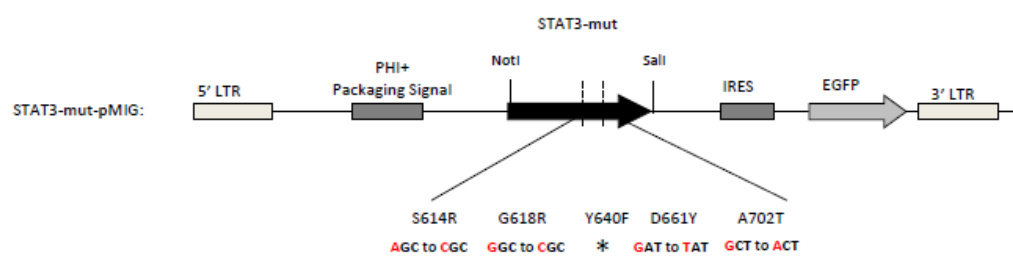 STAT3-mut
NotI
SalI
PHI+
Packaging Signal
5' LTR
IRES
EGFP
3' LTR
STAT3-mut-pMIG:
S614R G618R Y640F D661Y A702T
AGC to CGC GGC to CGC * GAT to TAT GCT to ACT